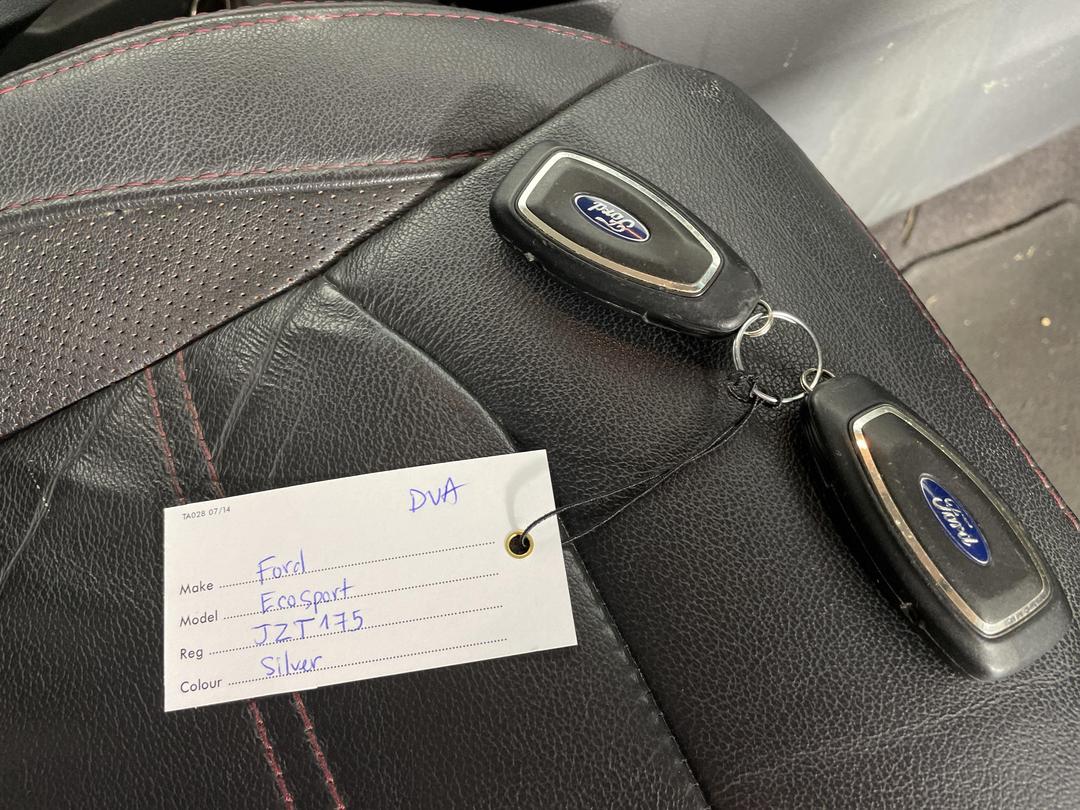 Ford
Ford
TA028 07/14
DVA
Make Ford
Model EcoSport
Reg JZT175
Colour Silver